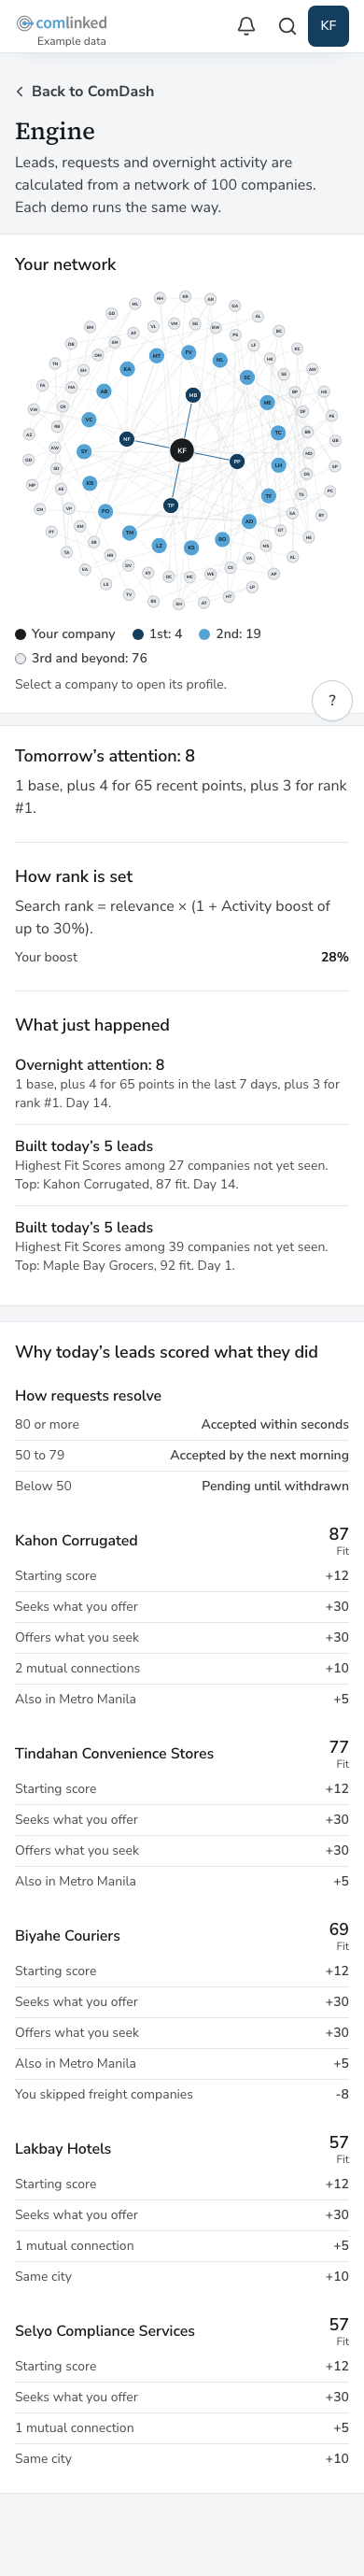 comlinked
Example data
KF
Back to ComDash
Engine
Leads, requests and overnight activity are
calculated from a network of 100 companies.
Each demo runs the same way.
Your network
KF
NF
MB
PP
TP
Your company
1st: 4
2nd: 19
3rd and beyond: 76
Select a company to open its profile.
?
Tomorrow’s attention: 8
1 base, plus 4 for 65 recent points, plus 3 for rank
#1.
How rank is set
Search rank = relevance × (1 + Activity boost of
up to 30%).
Your boost 28%
What just happened
Overnight attention: 8
1 base, plus 4 for 65 points in the last 7 days, plus 3 for
rank #1. Day 14.
Built today’s 5 leads
Highest Fit Scores among 27 companies not yet seen.
Top: Kahon Corrugated, 87 fit. Day 14.
Built today’s 5 leads
Highest Fit Scores among 39 companies not yet seen.
Top: Maple Bay Grocers, 92 fit. Day 1.
Why today’s leads scored what they did
How requests resolve
80 or more Accepted within seconds
50 to 79 Accepted by the next morning
Below 50 Pending until withdrawn
Kahon Corrugated 87
Fit
Starting score +12
Seeks what you offer +30
Offers what you seek +30
2 mutual connections +10
Also in Metro Manila +5
Tindahan Convenience Stores 77
Fit
Starting score +12
Seeks what you offer +30
Offers what you seek +30
Also in Metro Manila +5
Biyahe Couriers 69
Fit
Starting score +12
Seeks what you offer +30
Offers what you seek +30
Also in Metro Manila +5
You skipped freight companies -8
Lakbay Hotels 57
Fit
Starting score +12
Seeks what you offer +30
1 mutual connection +5
Same city +10
Selyo Compliance Services 57
Fit
Starting score +12
Seeks what you offer +30
1 mutual connection +5
Same city +10